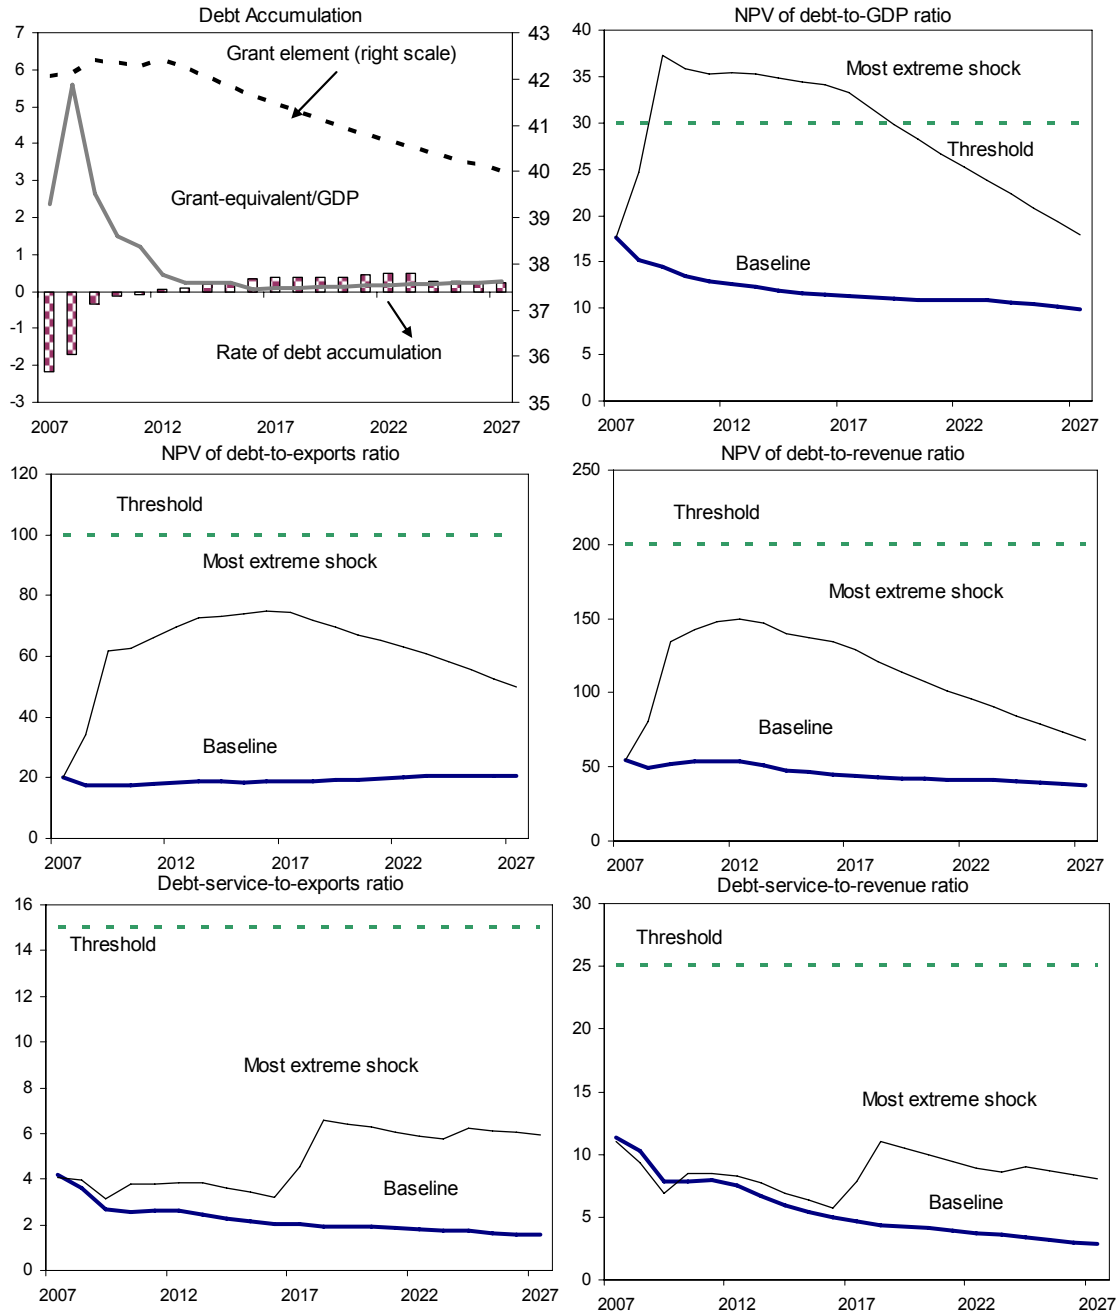 Debt Accumulation
7
6
5
4
3
2
1
0
-1
-2
-3
43
42
41
40
39
38
37
36
35
Grant element (right scale)
Grant-equivalent/GDP
Rate of debt accumulation
2007 2012 2017 2022 2027
NPV of debt-to-GDP ratio
40
35
30
25
20
15
10
5
0
Most extreme shock
Threshold
Baseline
2007 2012 2017 2022 2027
NPV of debt-to-exports ratio
120
100
80
60
40
20
0
Threshold
Most extreme shock
Baseline
2007 2012 2017 2022 2027
NPV of debt-to-revenue ratio
250
200
150
100
50
0
Threshold
Most extreme shock
Baseline
2007 2012 2017 2022 2027
Debt-service-to-exports ratio
16
14
12
10
8
6
4
2
0
Threshold
Most extreme shock
Baseline
2007 2012 2017 2022 2027
Debt-service-to-revenue ratio
30
25
20
15
10
5
0
Threshold
Most extreme shock
Baseline
2007 2012 2017 2022 2027